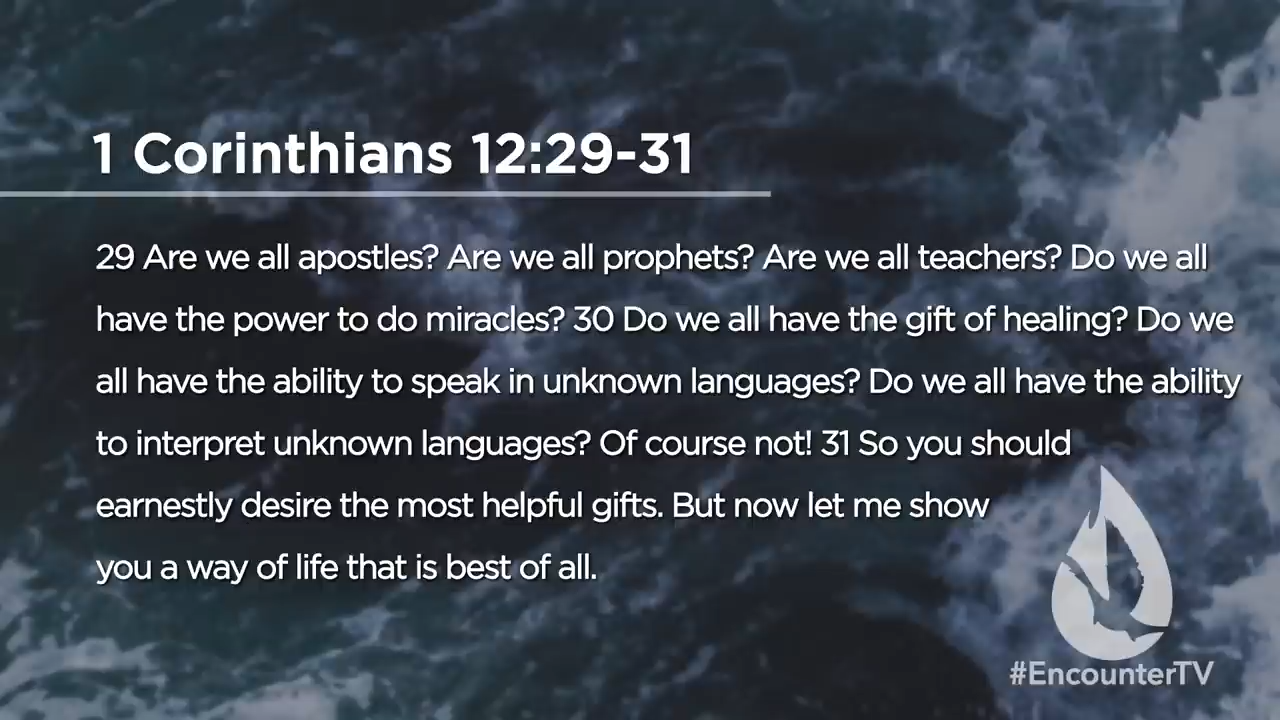 1 Corinthians 12:29-31
29 Are we all apostles? Are we all prophets? Are we all teachers? Do we all
have the power to do miracles? 30 Do we all have the gift of healing? Do we
all have the ability to speak in unknown languages? Do we all have the ability
to interpret unknown languages? Of course not! 31 So you should
earnestly desire the most helpful gifts. But now let me show
you a way of life that is best of all.
#EncounterTV